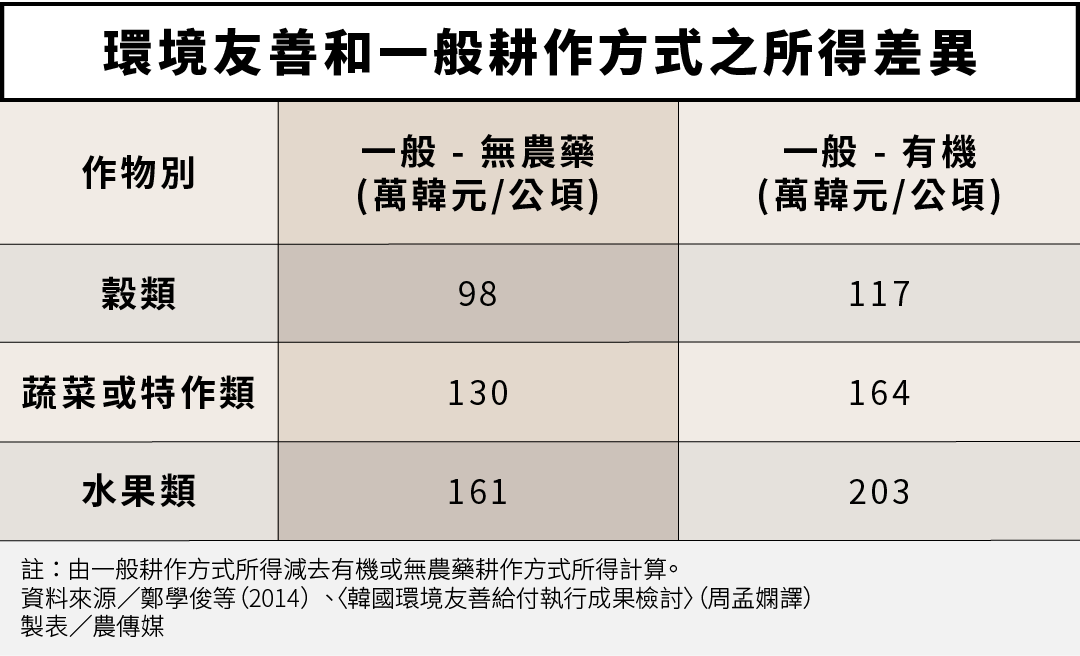 環境友善和一般耕作方式之所得差異
作物別
一般 - 無農藥
(萬韓元/公頃)
一般 - 有機
(萬韓元/公頃)
穀類
98
117
蔬菜或特作類
130
164
水果類
161
203
註：由一般耕作方式所得減去有機或無農藥耕作方式所得計算。
資料來源／鄭學俊等（2014）、〈韓國環境友善給付執行成果檢討〉（周孟嫻譯）
製表／農傳媒